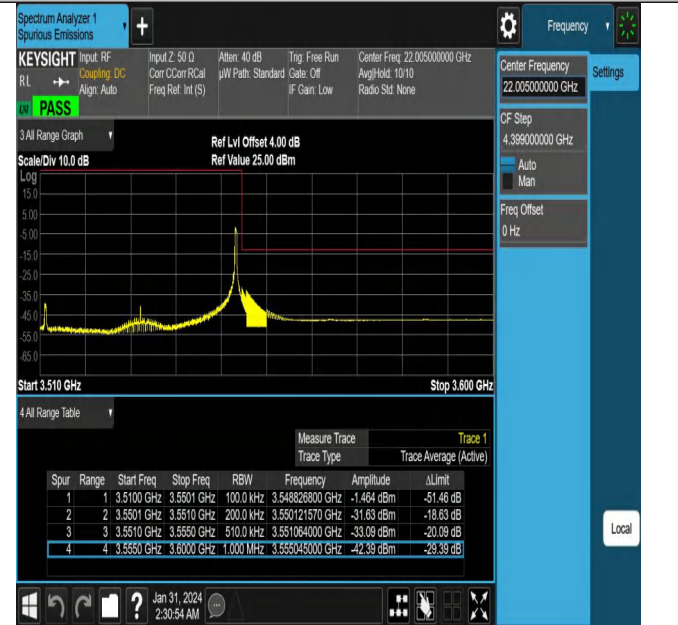 Spectrum Analyzer 1
Spurious Emissions
Frequency
KEYSIGHT
Input: RF
Coupling: DC
Align: Auto
Input Z: 50 Ω
Corr CCorr RCal
Freq Ref: Int (S)
Atten: 40 dB
µW Path: Standard
Trig: Free Run
Gate: Off
IF Gain: Low
Center Freq: 22.005000000 GHz
Avg|Hold: 10/10
Radio Std: None
R L
PASS
Center Frequency
22.005000000 GHz
Settings
CF Step
4.399000000 GHz
Auto
Man
Freq Offset
0 Hz
3 All Range Graph
Scale/Div 10.0 dB
Ref Lvl Offset 4.00 dB
Ref Value 25.00 dBm
Log
15.0
5.00
-5.00
-15.0
-25.0
-35.0
-45.0
-55.0
-65.0
Start 3.510 GHz
Stop 3.600 GHz
4 All Range Table
Measure Trace Trace 1
Trace Type Trace Average (Active)
Spur Range Start Freq Stop Freq RBW Frequency Amplitude ΔLimit
1 1 3.5100 GHz 3.5501 GHz 100.0 kHz 3.548826800 GHz -1.464 dBm -51.46 dB
2 2 3.5501 GHz 3.5510 GHz 200.0 kHz 3.550121570 GHz -31.63 dBm -18.63 dB
3 3 3.5510 GHz 3.5550 GHz 510.0 kHz 3.551064000 GHz -33.09 dBm -20.09 dB
4 4 3.5550 GHz 3.6000 GHz 1.000 MHz 3.555045000 GHz -42.39 dBm -29.39 dB
Local
Jan 31, 2024
2:30:54 AM